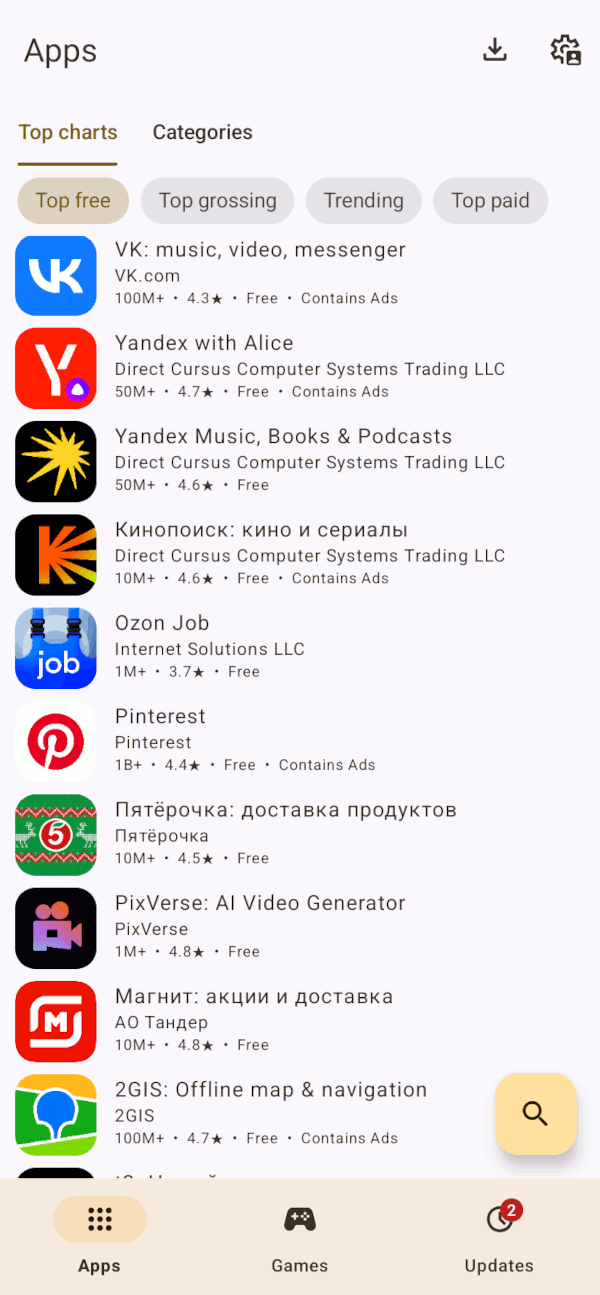 Apps
Top charts Categories
Top free Top grossing Trending Top paid
VK: music, video, messenger
VK.com
100M+ • 4.3★ • Free • Contains Ads
Yandex with Alice
Direct Cursus Computer Systems Trading LLC
50M+ • 4.7★ • Free • Contains Ads
Yandex Music, Books & Podcasts
Direct Cursus Computer Systems Trading LLC
50M+ • 4.6★ • Free
Кинопоиск: кино и сериалы
Direct Cursus Computer Systems Trading LLC
10M+ • 4.6★ • Free • Contains Ads
job
Ozon Job
Internet Solutions LLC
1M+ • 3.7★ • Free
Pinterest
Pinterest
1B+ • 4.4★ • Free • Contains Ads
5
Пятёрочка: доставка продуктов
Пятёрочка
10M+ • 4.5★ • Free
PixVerse: AI Video Generator
PixVerse
1M+ • 4.8★ • Free
Магнит: акции и доставка
АО Тандер
10M+ • 4.8★ • Free
2GIS: Offline map & navigation
2GIS
100M+ • 4.7★ • Free • Contains Ads
2
Apps Games Updates